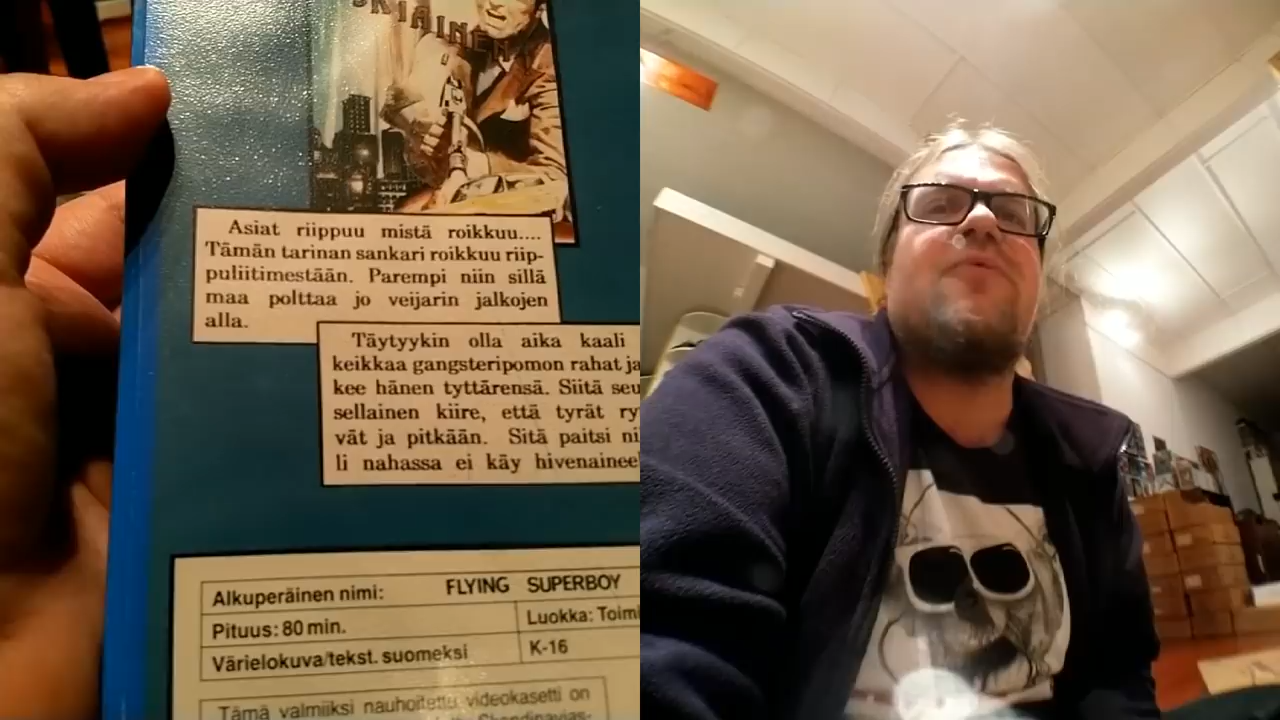 Asiat riippuu mistä roikkuu....
Tämän tarinan sankari roikkuu riip-
puliitimestään. Parempi niin sillä
maa polttaa jo veijarin jalkojen
alla.
Täytyykin olla aika kaali
keikkaa gangsteripomon rahat ja
kee hänen tyttärensä. Siitä seu
sellainen kiire, että tyrät ry
vät ja pitkään. Sitä paitsi ni
li nahassa ei käy hivenaineel
Alkuperäinen nimi: FLYING SUPERBOY
Pituus: 80 min. Luokka: Toimi
Värielokuva/tekst. suomeksi K-16
Tämä valmiiksi nauhoitettu videokasetti on